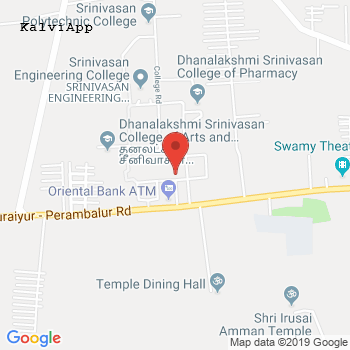 Srinivasan
Polytechnic College
KalviApp
Srinivasan
Engineering College
SRINIVASAN
ENGINEERING...
College Rd
Dhanalakshmi Srinivasan
College of Pharmacy
Dhanalakshmi Srinivasan
College of Arts and...
சீனிவாசன்...
Swamy Theat
Oriental Bank ATM
uraiyur - Perambalur Rd
Temple Dining Hall
Shri Irusai
Amman Temple
Google
Map data ©2019 Google